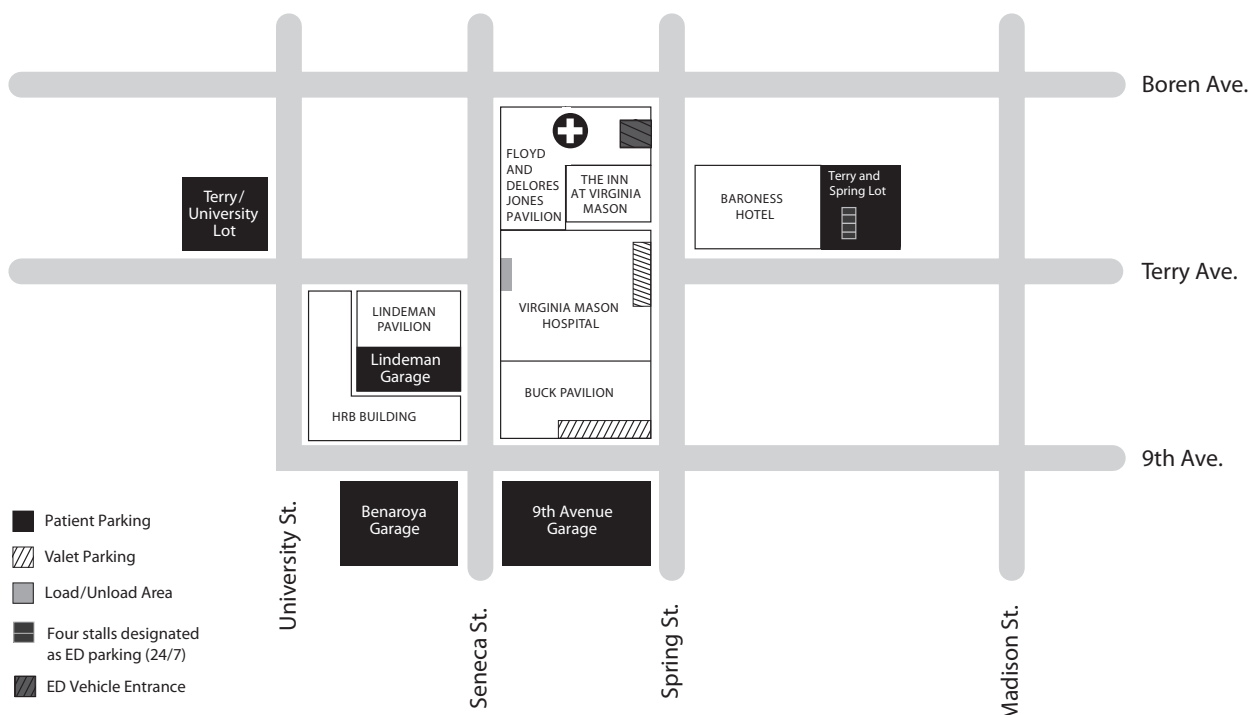 Boren Ave.
FLOYD
AND
DELORES
JONES
PAVILION
THE INN
AT VIRGINIA
MASON
BARONESS
HOTEL
Terry and
Spring Lot
Terry/
University
Lot
Terry Ave.
LINDEMAN
PAVILION
Lindeman
Garage
HRB BUILDING
VIRGINIA MASON
HOSPITAL
BUCK PAVILION
9th Ave.
Benaroya
Garage
9th Avenue
Garage
Patient Parking
Valet Parking
Load/Unload Area
Four stalls designated
as ED parking (24/7)
ED Vehicle Entrance
University St.
Seneca St.
Spring St.
Madison St.